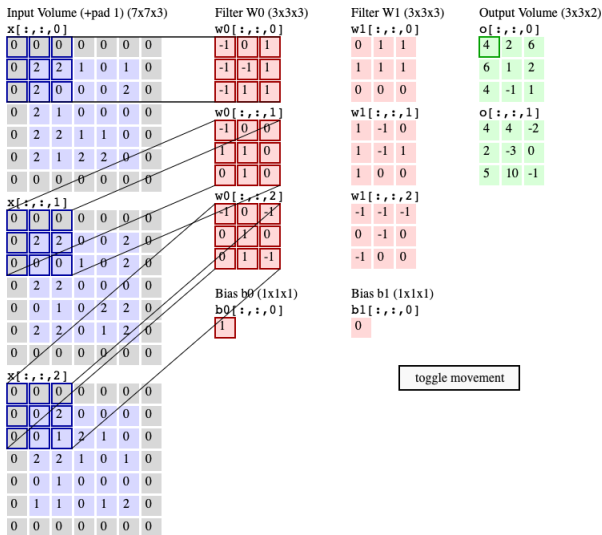 Input Volume (+pad 1) (7x7x3)
x[:,:,0]
0 0 0 0 0 0 0
0 2 2 1 0 1 0
0 2 0 0 0 2 0
0 2 1 0 0 0 0
0 2 2 1 1 0 0
0 2 1 2 2 0 0
0 0 0 0 0 0 0
x[:,:,1]
0 0 0 0 0 0 0
0 2 2 0 0 2 0
0 0 0 1 0 2 0
0 2 2 0 0 0 0
0 0 1 0 2 2 0
0 2 2 0 1 2 0
0 0 0 0 0 0 0
x[:,:,2]
0 0 0 0 0 0 0
0 0 2 0 0 0 0
0 0 1 2 1 0 0
0 2 2 1 0 1 0
0 0 1 0 0 0 0
0 1 1 0 1 2 0
0 0 0 0 0 0 0
Filter W0 (3x3x3)
w0[:,:,0]
-1 0 1
-1 -1 1
-1 1 1
w0[:,:,1]
-1 0 0
1 1 0
0 1 0
w0[:,:,2]
-1 0 -1
0 1 0
0 1 -1
Bias b0 (1x1x1)
b0[:,:,0]
1
Filter W1 (3x3x3)
w1[:,:,0]
0 1 1
1 1 1
0 0 0
w1[:,:,1]
1 -1 0
1 -1 1
1 0 0
w1[:,:,2]
-1 -1 -1
0 -1 0
-1 0 0
Bias b1 (1x1x1)
b1[:,:,0]
0
Output Volume (3x3x2)
o[:,:,0]
4 2 6
6 1 2
4 -1 1
o[:,:,1]
4 4 -2
2 -3 0
5 10 -1
toggle movement